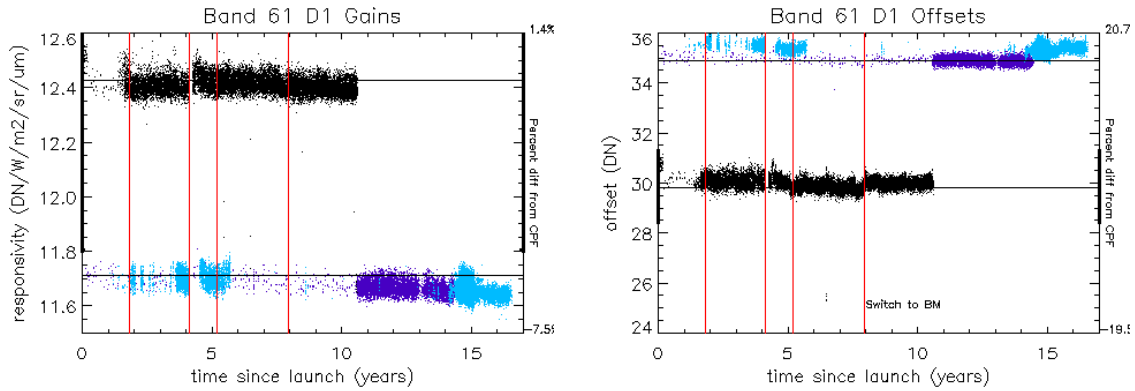 Band 61 D1 Gains
responsivity (DN/W/m2/sr/um)
12.6
12.4
12.2
12.0
11.8
11.6
1.4%
Percent diff from CPF
-7.5%
0 5 10 15
time since launch (years)
Band 61 D1 Offsets
offset (DN)
36
34
32
30
28
26
24
20.7
Percent diff from CPF
-19.5
Switch to BM
0 5 10 15
time since launch (years)